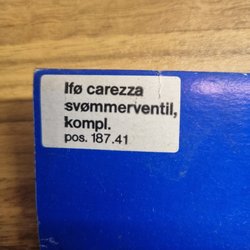 Ifø carezza
svømmerventil,
kompl.
pos. 187.41